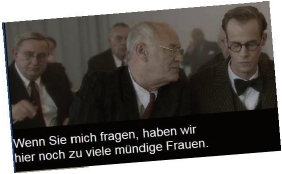 Wenn Sie mich fragen, haben wir
hier noch zu viele mündige Frauen.